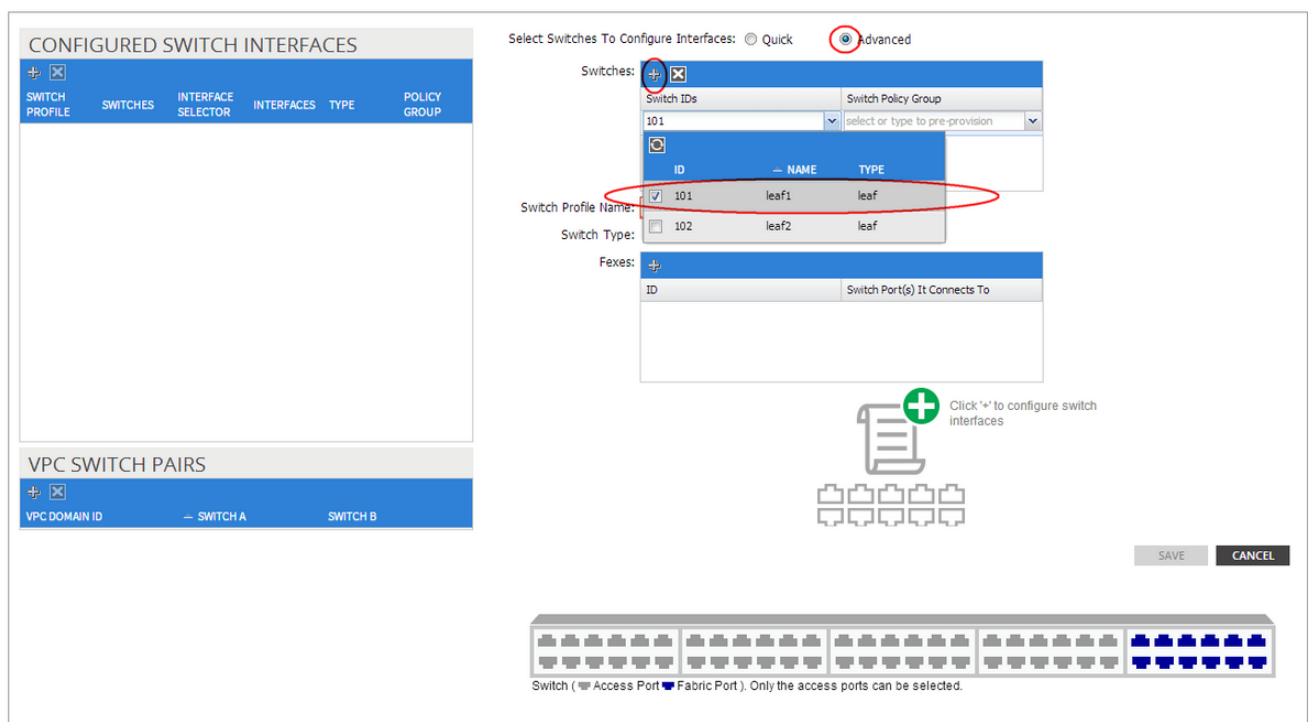 CONFIGURED SWITCH INTERFACES
SWITCH PROFILE
SWITCHES
INTERFACE SELECTOR
INTERFACES
TYPE
POLICY GROUP
VPC SWITCH PAIRS
VPC DOMAIN ID
SWITCH A
SWITCH B
Select Switches To Configure Interfaces: Quick Advanced
Switches:
Switch IDs Switch Policy Group
101 select or type to pre-provision
ID NAME TYPE
101 leaf1 leaf
102 leaf2 leaf
Switch Profile Name:
Switch Type:
Fexes:
ID Switch Port(s) It Connects To
Click '+' to configure switch
interfaces
SAVE CANCEL
Switch ( Access Port Fabric Port ). Only the access ports can be selected.